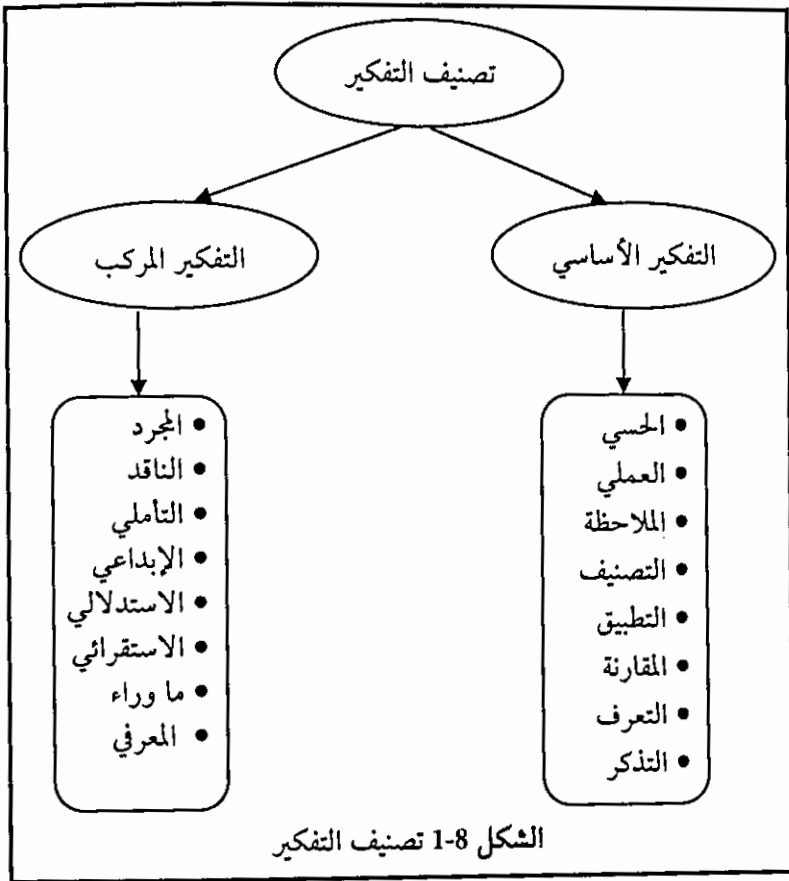 تصنيف التفكير
التفكير الأساسي
• الحسي
• العملي
• الملاحظة
• التصنيف
• التطبيق
• المقارنة
• التعرف
• التذكر
التفكير المركب
• المجرد
• الناقد
• التأملي
• الإبداعي
• الاستدلالي
• الاستقرائي
• ما وراء
• المعرفي
الشكل 8-1 تصنيف التفكير